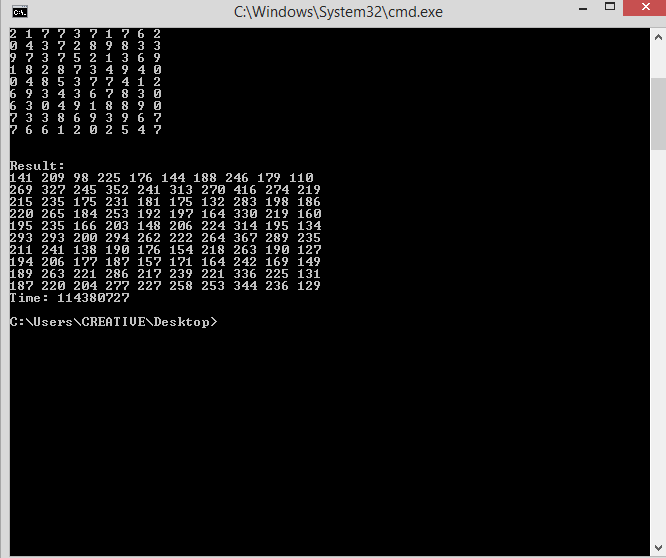 C:\Windows\System32\cmd.exe
2 1 7 7 3 7 1 7 6 2
0 4 3 7 2 8 9 8 3 3
9 7 3 7 5 2 1 3 6 9
1 8 2 8 7 3 4 9 4 0
0 4 8 5 3 7 7 4 1 2
6 9 3 4 3 6 7 8 3 0
6 3 0 4 9 1 8 8 9 0
7 3 3 8 6 9 3 9 6 7
7 6 6 1 2 0 2 5 4 7
Result:
141 209 98 225 176 144 188 246 179 110
269 327 245 352 241 313 270 416 274 219
215 235 175 231 181 175 132 283 198 186
220 265 184 253 192 197 164 330 219 160
195 235 166 203 148 206 224 314 195 134
293 293 200 294 262 222 264 367 289 235
211 241 138 190 176 154 218 263 190 127
194 206 177 187 157 171 164 242 169 149
189 263 221 286 217 239 221 336 225 131
187 220 204 277 227 258 253 344 236 129
Time: 114380727
C:\Users\CREATIVE\Desktop>